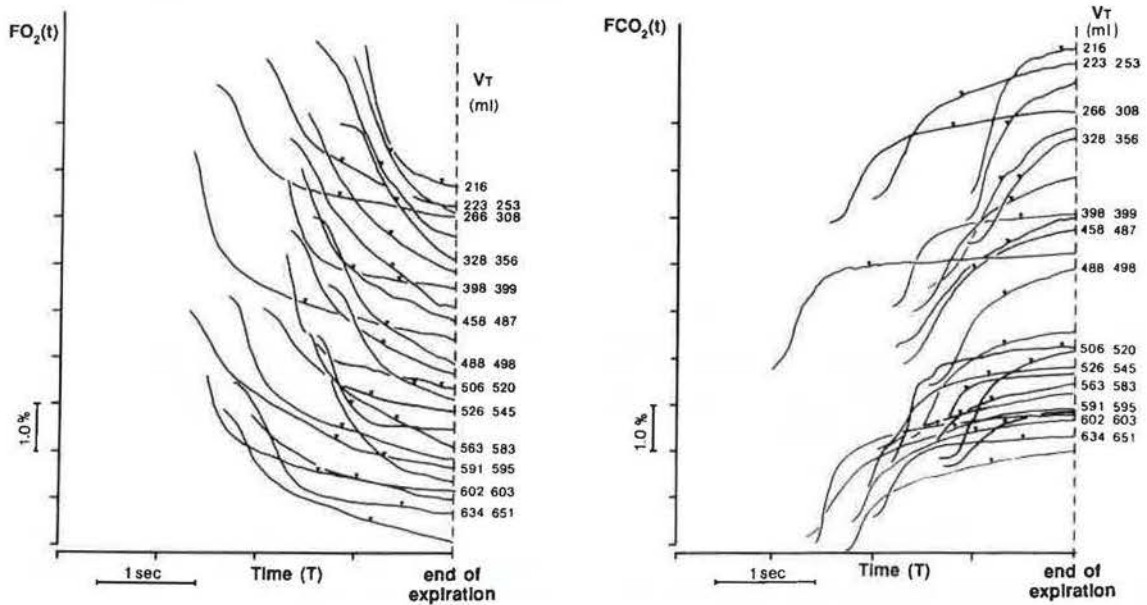 FO₂(t)
VT
(ml)
216
223 253
266 308
328 356
398 399
458 487
488 498
506 520
526 545
563 583
591 595
602 603
634 651
1.0%
1 sec
Time (T)
end of
expiration
FCO₂(t)
VT
(ml)
216
223 253
266 308
328 356
398 399
458 487
488 498
506 520
526 545
563 583
591 595
602 603
634 651
1.0%
1 sec
Time (T)
end of
expiration